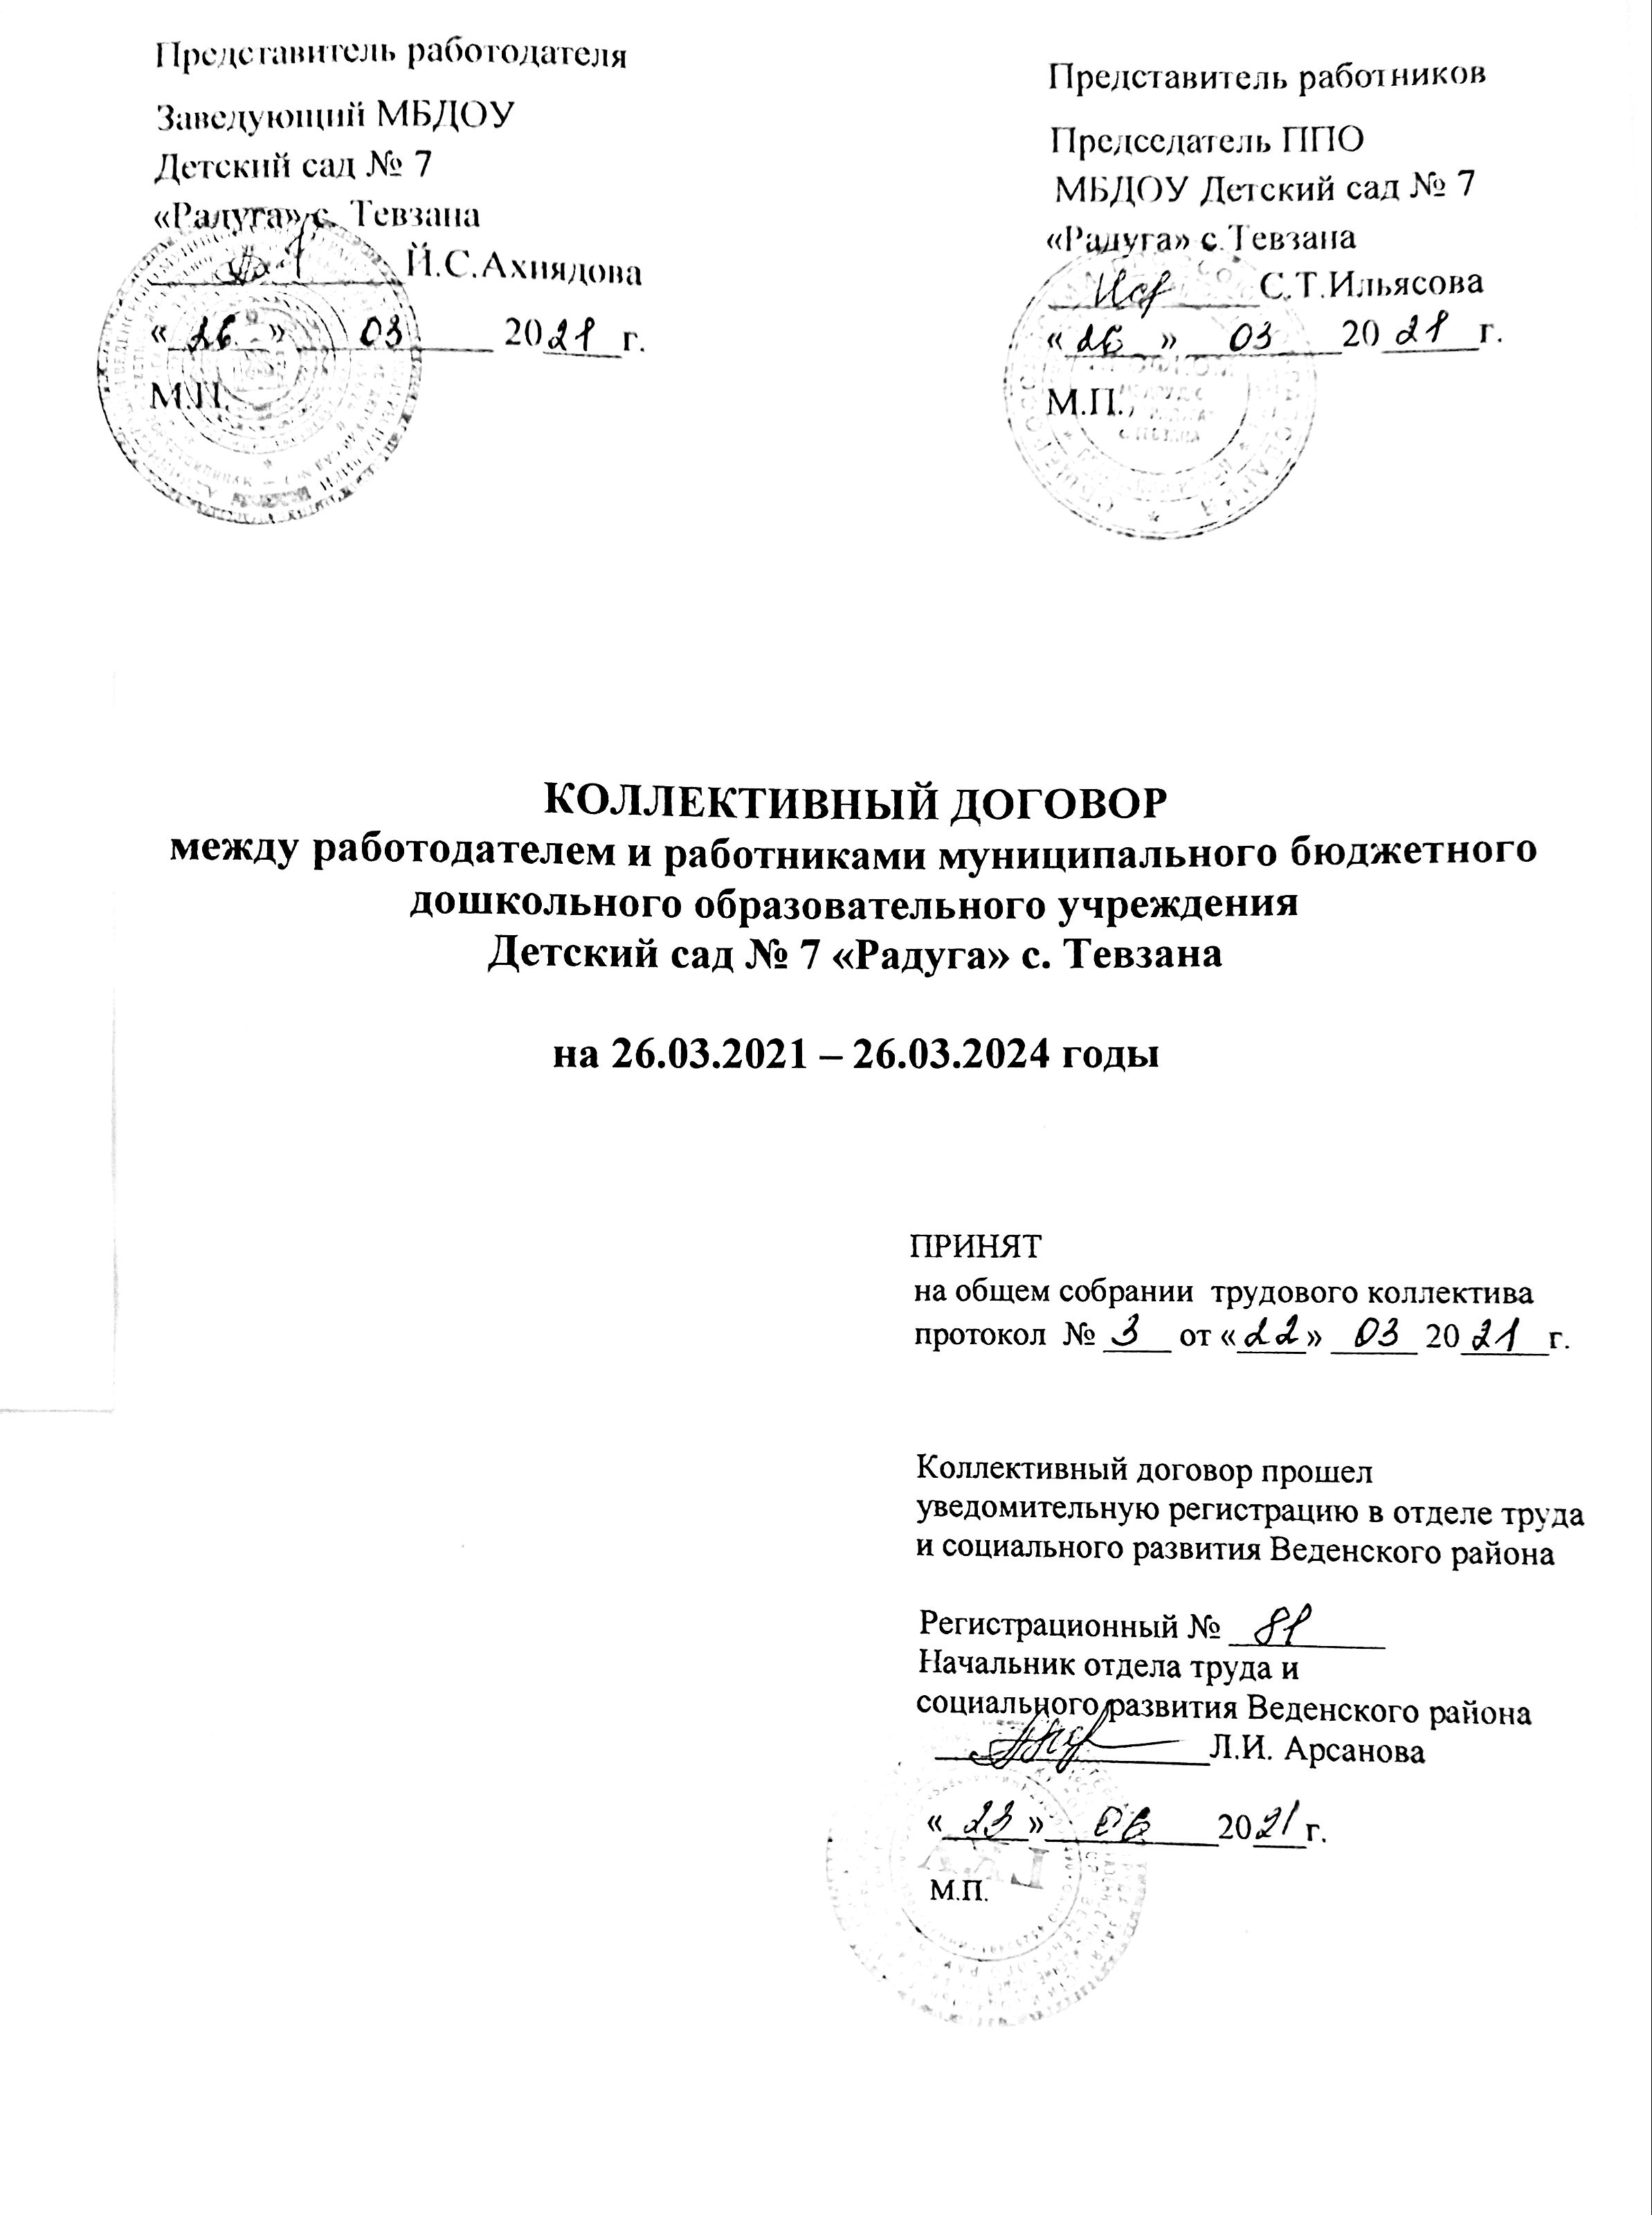 Представитель работодателя
Заведующий МБДОУ
Детский сад № 7
«Радуга» с. Тевзана
Й.С.Ахиядова
« 26 » 03 2021 г.
М.П.
Представитель работников
Председатель ППО
МБДОУ Детский сад № 7
«Радуга» с.Тевзана
С.Т.Ильясова
« 26 » 03 20 21 г.
М.П.
КОЛЛЕКТИВНЫЙ ДОГОВОР
между работодателем и работниками муниципального бюджетного
дошкольного образовательного учреждения
Детский сад № 7 «Радуга» с. Тевзана
на 26.03.2021 – 26.03.2024 годы
ПРИНЯТ
на общем собрании трудового коллектива
протокол № 3 от «22» 03 20 21 г.
Коллективный договор прошел
уведомительную регистрацию в отделе труда
и социального развития Веденского района
Регистрационный № 81
Начальник отдела труда и
социального развития Веденского района
Л.И. Арсанова
« 23 » 06 2021 г.
М.П.